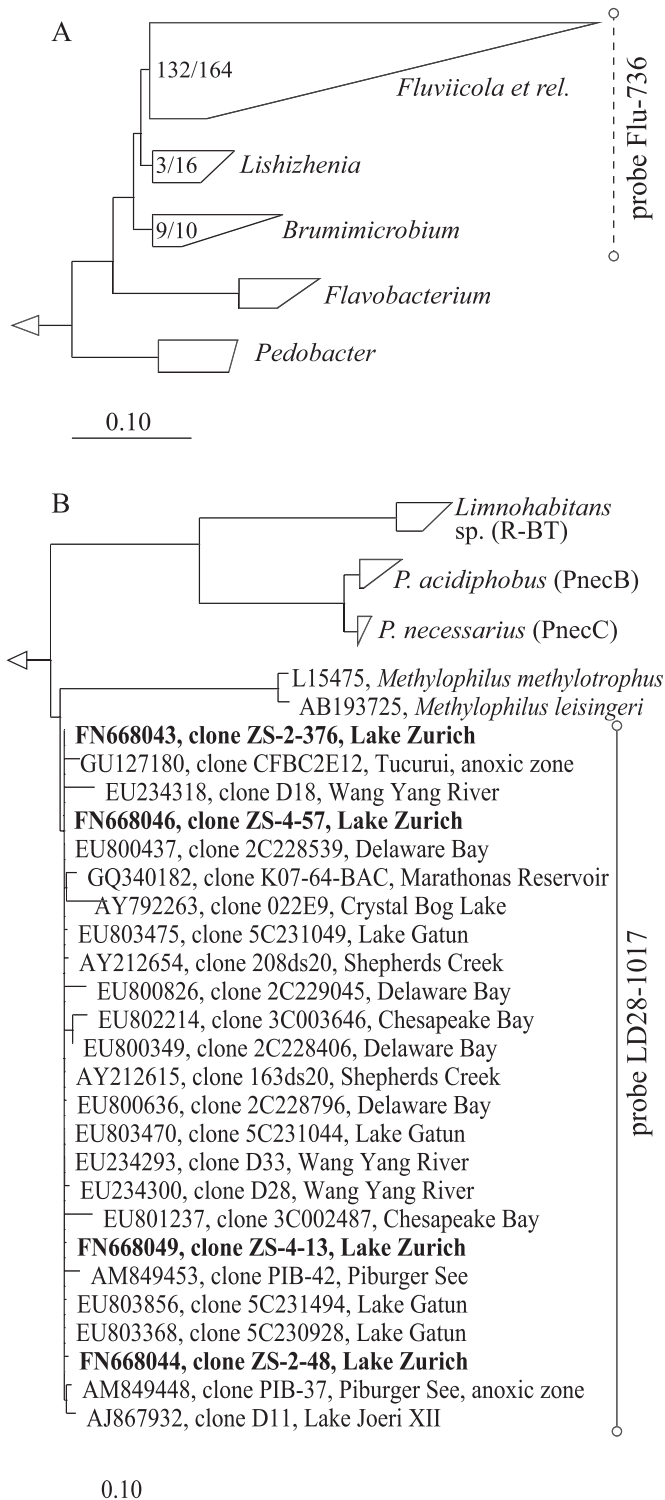 A
132/164
Fluviicola et rel.
3/16
Lishizhenia
9/10
Brumimicrobium
Flavobacterium
Pedobacter
probe Flu-736
0.10
B
Limnohabitans
sp. (R-BT)
P. acidiphobus (PnecB)
P. necessarius (PnecC)
L15475, Methylophilus methylotrophus
AB193725, Methylophilus leisingeri
FN668043, clone ZS-2-376, Lake Zurich
GU127180, clone CFBC2E12, Tucurui, anoxic zone
EU234318, clone D18, Wang Yang River
FN668046, clone ZS-4-57, Lake Zurich
EU800437, clone 2C228539, Delaware Bay
GQ340182, clone K07-64-BAC, Marathonas Reservoir
AY792263, clone 022E9, Crystal Bog Lake
EU803475, clone 5C231049, Lake Gatun
AY212654, clone 208ds20, Shepherds Creek
EU800826, clone 2C229045, Delaware Bay
EU802214, clone 3C003646, Chesapeake Bay
EU800349, clone 2C228406, Delaware Bay
AY212615, clone 163ds20, Shepherds Creek
EU800636, clone 2C228796, Delaware Bay
EU803470, clone 5C231044, Lake Gatun
EU234293, clone D33, Wang Yang River
EU234300, clone D28, Wang Yang River
EU801237, clone 3C002487, Chesapeake Bay
FN668049, clone ZS-4-13, Lake Zurich
AM849453, clone PIB-42, Piburger See
EU803856, clone 5C231494, Lake Gatun
EU803368, clone 5C230928, Lake Gatun
FN668044, clone ZS-2-48, Lake Zurich
AM849448, clone PIB-37, Piburger See, anoxic zone
AJ867932, clone D11, Lake Joeri XII
probe LD28-1017
0.10